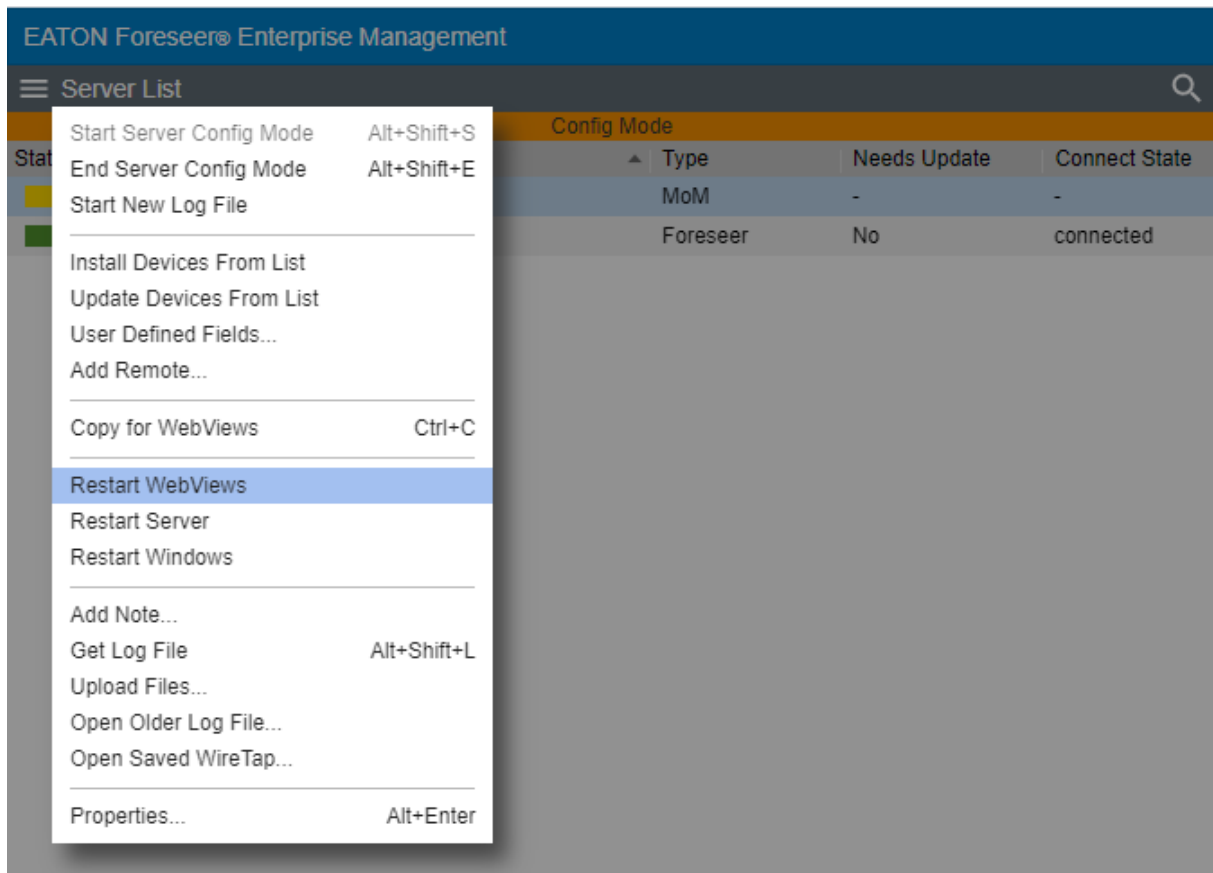 EATON Foreseer® Enterprise Management
Server List
Config Mode
Stat Type Needs Update Connect State
MoM - -
Foreseer No connected
Start Server Config Mode Alt+Shift+S
End Server Config Mode Alt+Shift+E
Start New Log File
Install Devices From List
Update Devices From List
User Defined Fields...
Add Remote...
Copy for WebViews Ctrl+C
Restart WebViews
Restart Server
Restart Windows
Add Note...
Get Log File Alt+Shift+L
Upload Files...
Open Older Log File...
Open Saved WireTap...
Properties... Alt+Enter